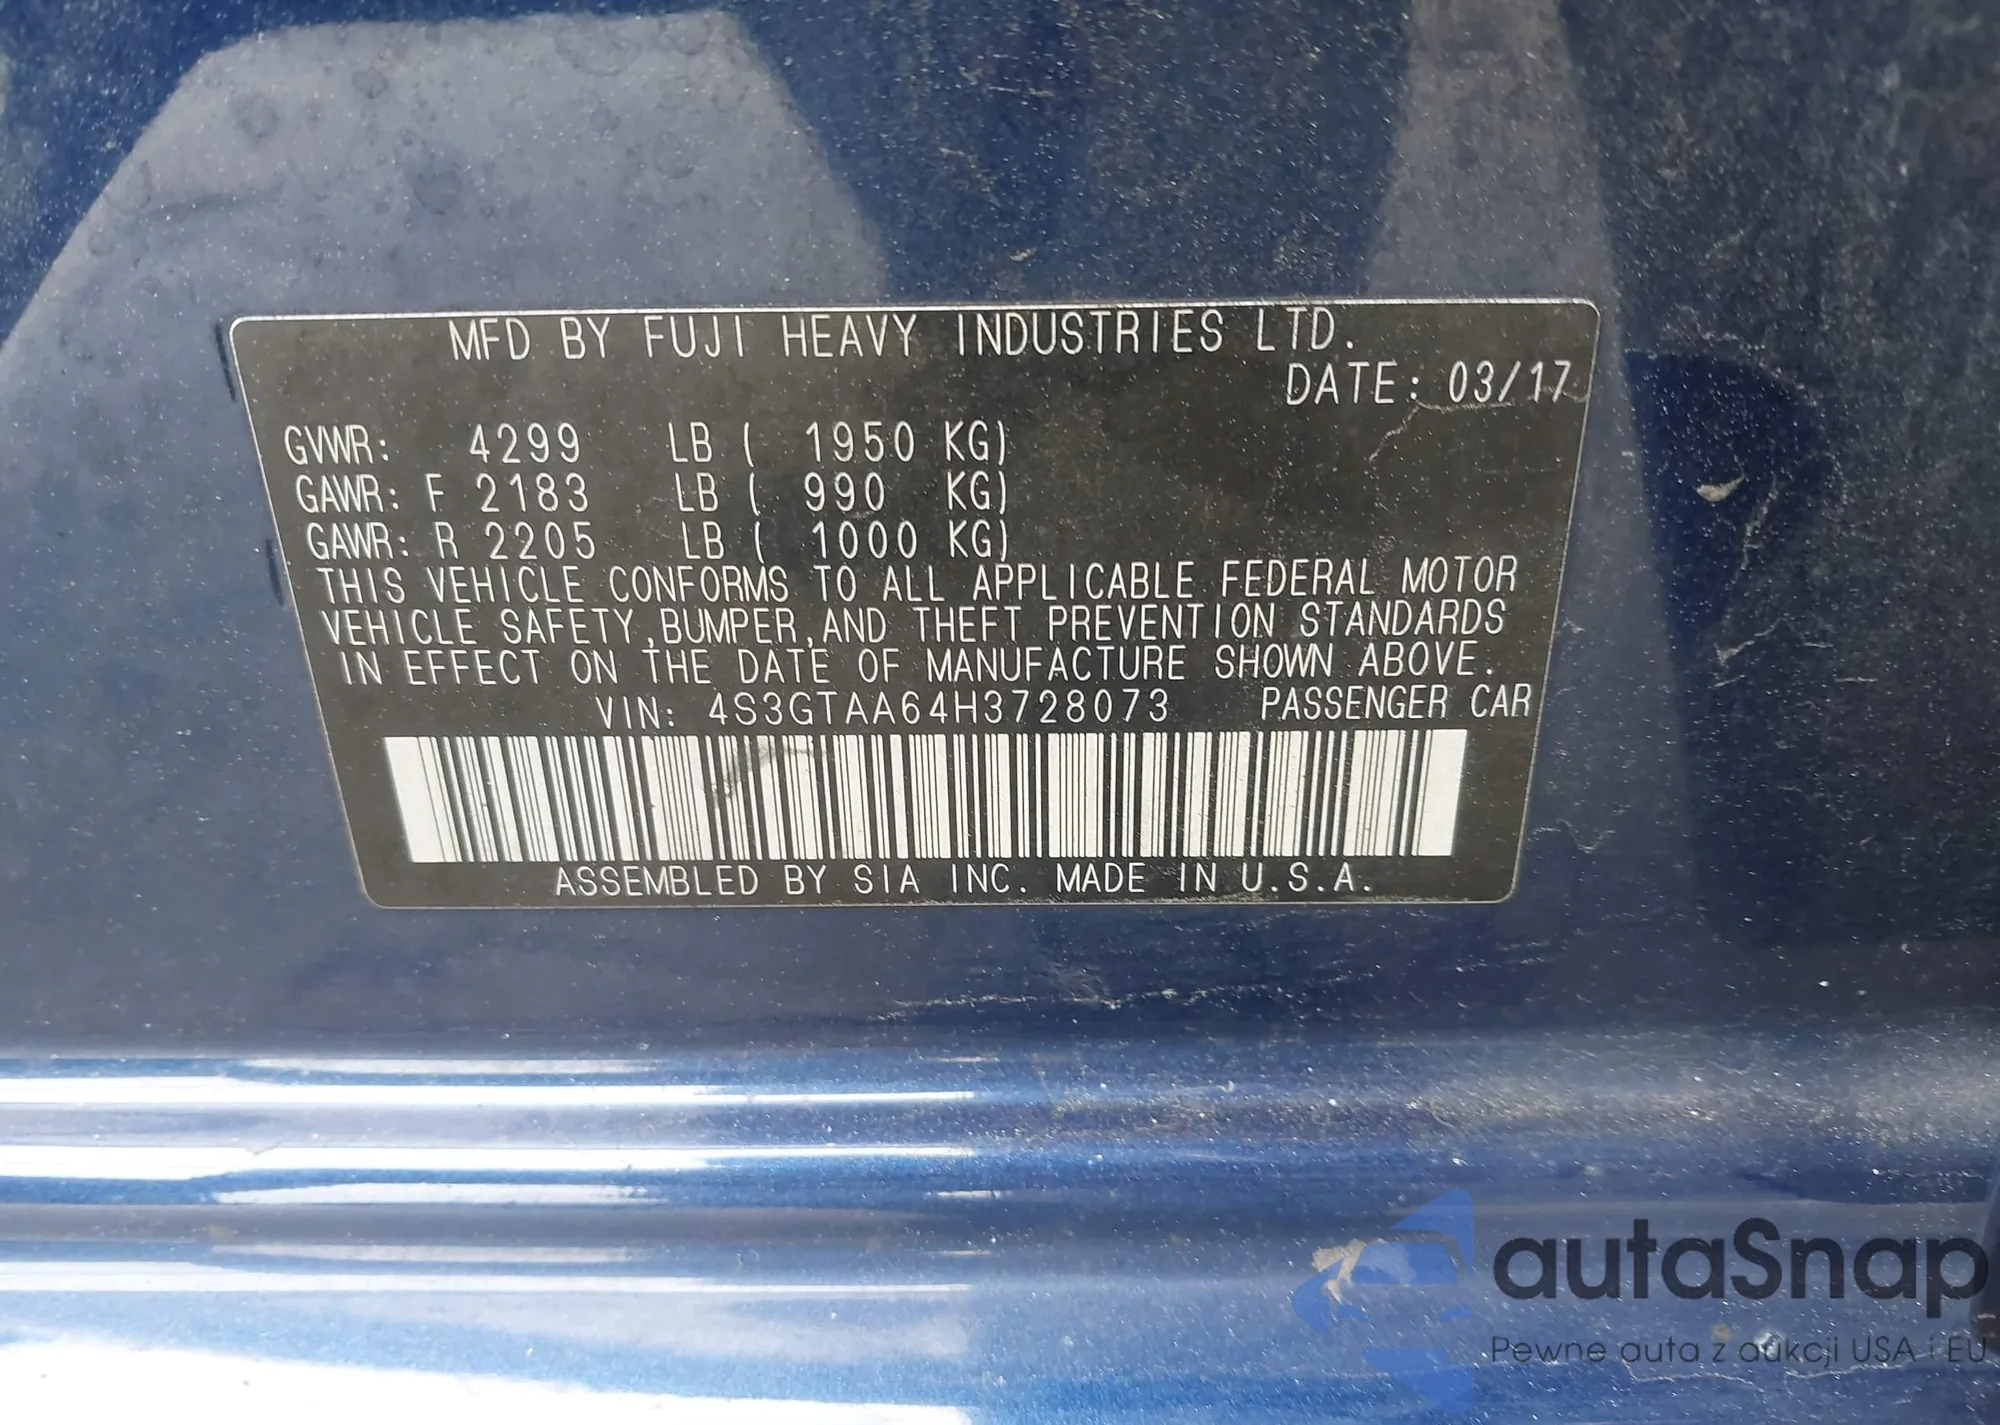 MFD BY FUJI HEAVY INDUSTRIES LTD.
DATE: 03/17
GVWR: 4299 LB ( 1950 KG)
GAWR: F 2183 LB ( 990 KG)
GAWR: R 2205 LB ( 1000 KG)
THIS VEHICLE CONFORMS TO ALL APPLICABLE FEDERAL MOTOR
VEHICLE SAFETY,BUMPER,AND THEFT PREVENTION STANDARDS
IN EFFECT ON THE DATE OF MANUFACTURE SHOWN ABOVE.
VIN: 4S3GTAA64H3728073 PASSENGER CAR
ASSEMBLED BY SIA INC. MADE IN U.S.A.
autaSnap
Pewne auta z aukcji USA i EU